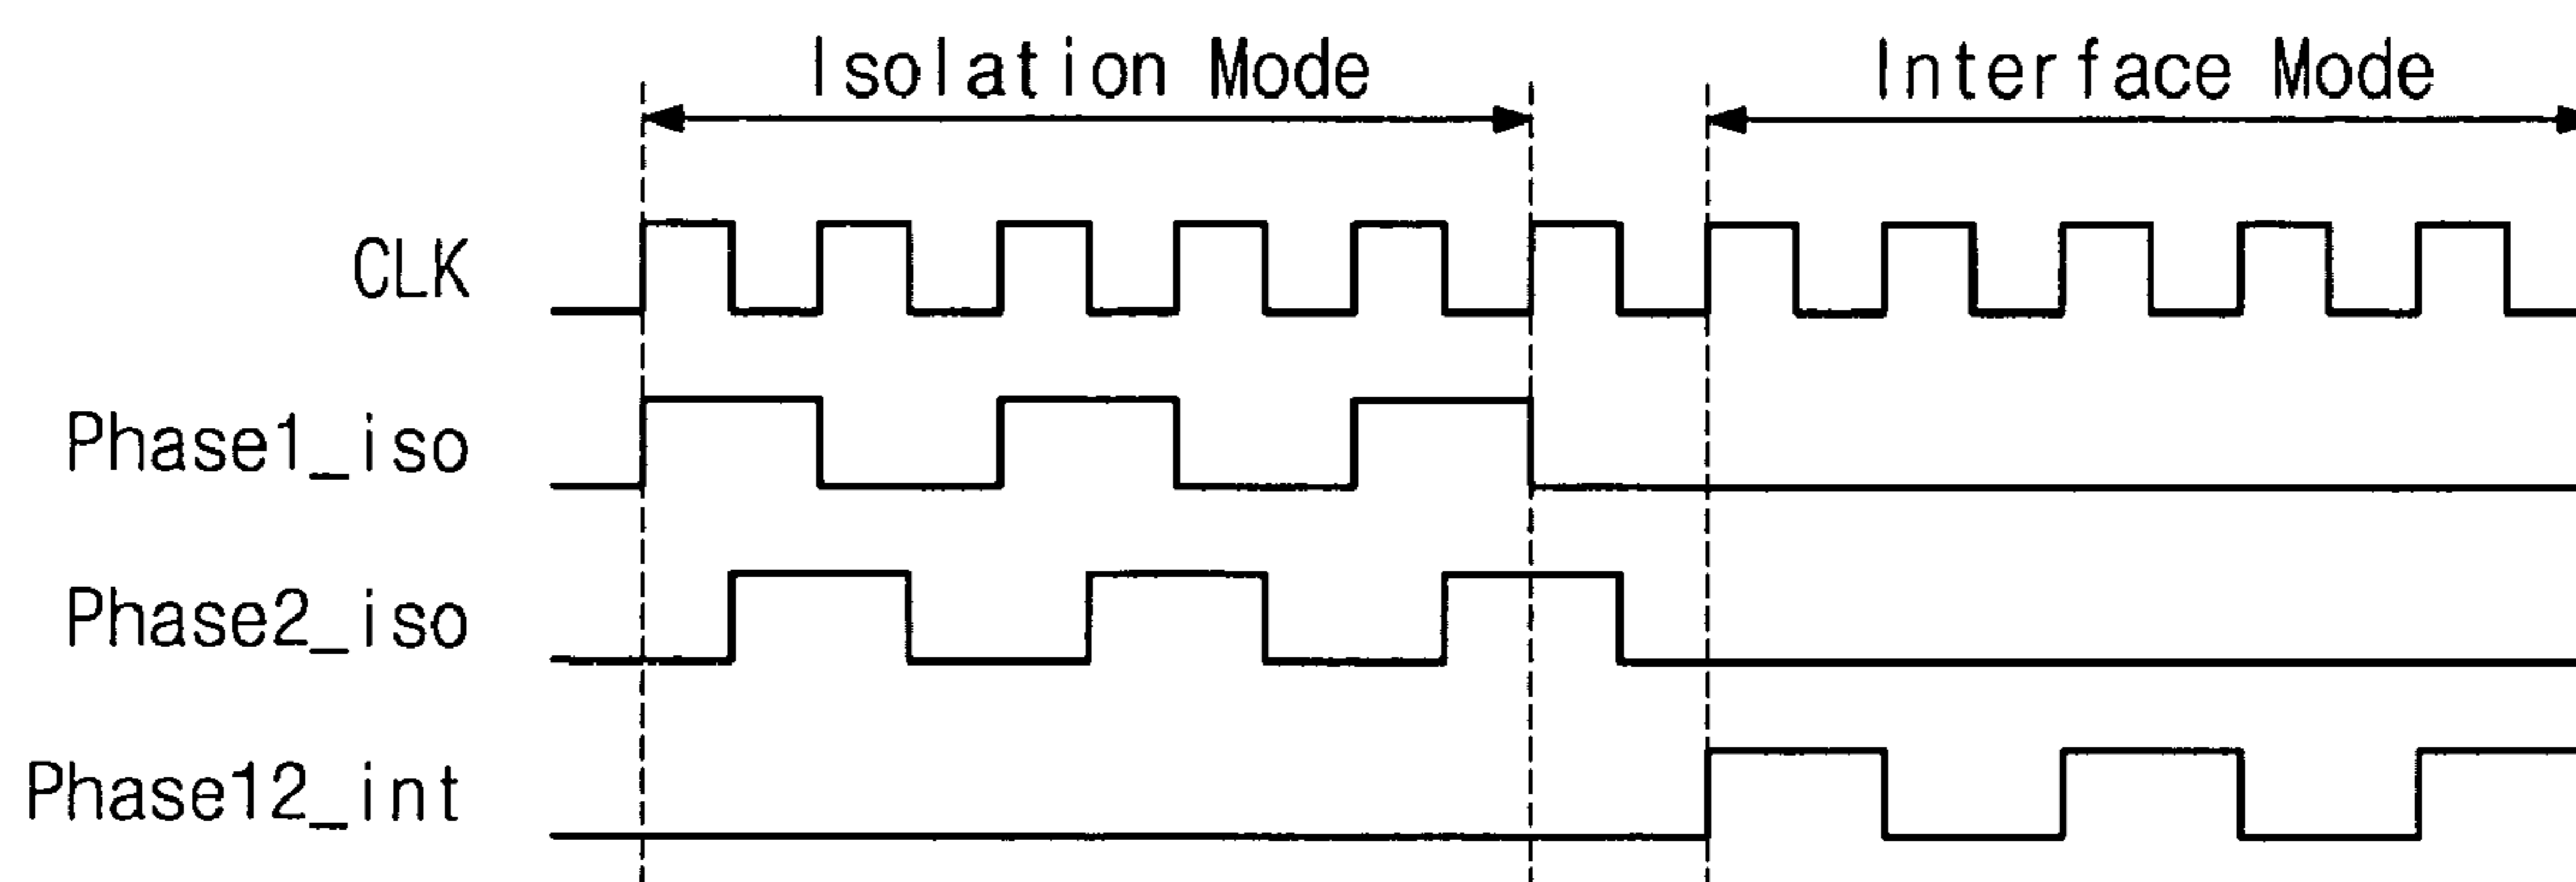 Isolation Mode
Interface Mode
CLK
Phase1_iso
Phase2_iso
Phase12_int